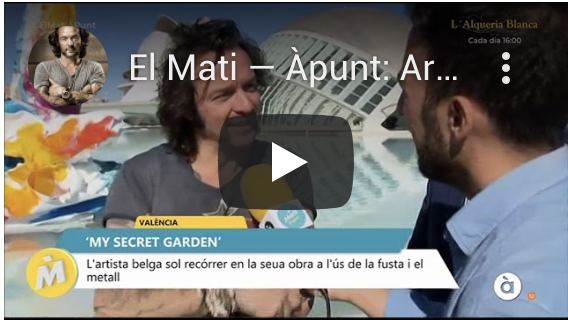 L´Alqueria Blanca
Cada día 16:00
El Mati – Àpunt: Ar...
VALÈNCIA
‘MY SECRET GARDEN’
L'artista belga sol recórrer en la seua obra a l'ús de la fusta i el
metall
M̀
à